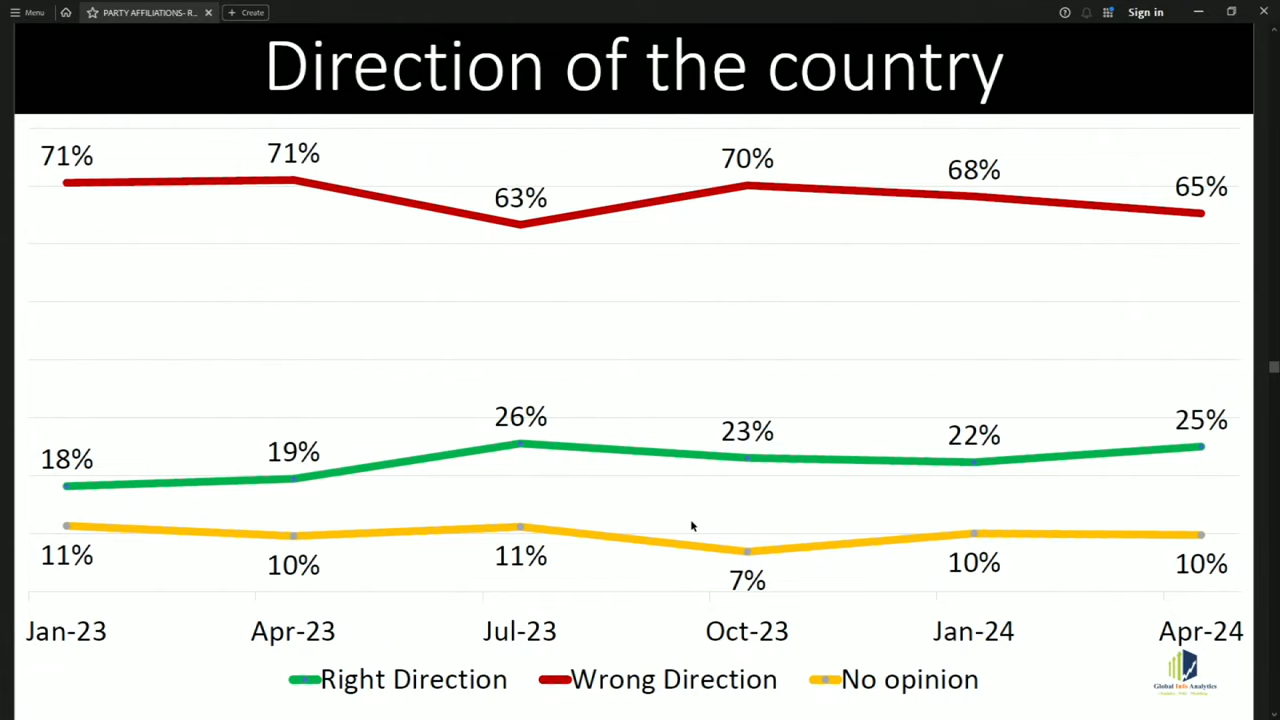 Menu
PARTY AFFILIATIONS- R...
+ Create
Sign in
Direction of the country
71%
71%
63%
70%
68%
65%
18%
19%
26%
23%
22%
25%
11%
10%
11%
7%
10%
10%
Jan-23 Apr-23 Jul-23 Oct-23 Jan-24 Apr-24
Right Direction Wrong Direction No opinion
Global Info Analytics